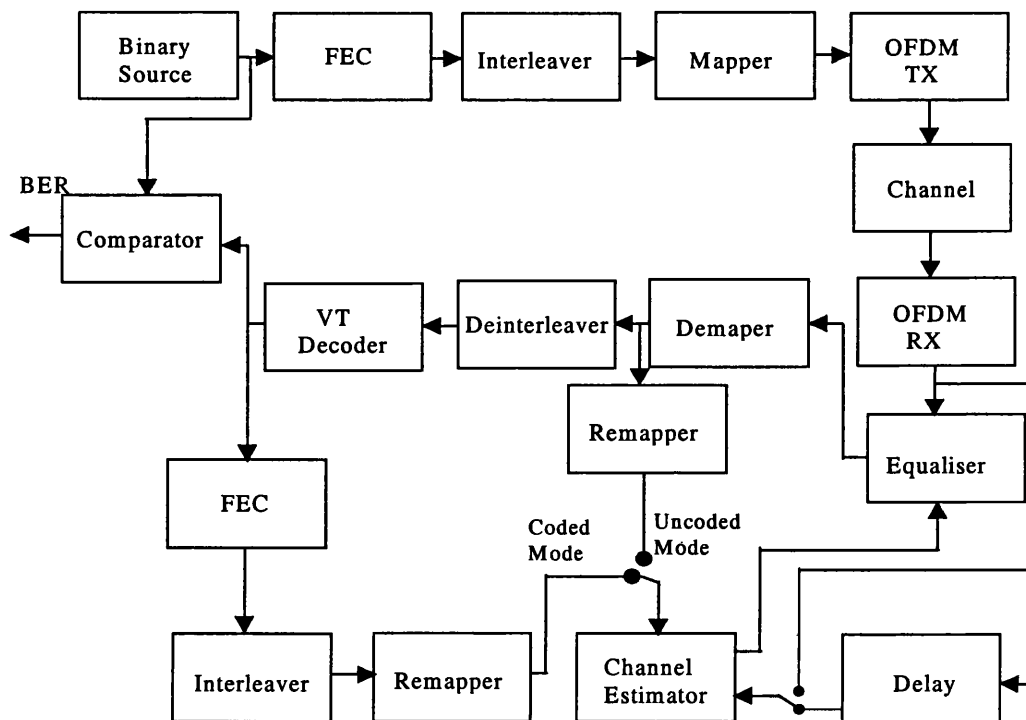 Binary
Source
FEC
Interleaver
Mapper
OFDM
TX
Channel
BER
Comparator
VT
Decoder
Deinterleaver
Demaper
OFDM
RX
Remapper
Equaliser
FEC
Coded
Mode
Uncoded
Mode
Interleaver
Remapper
Channel
Estimator
Delay